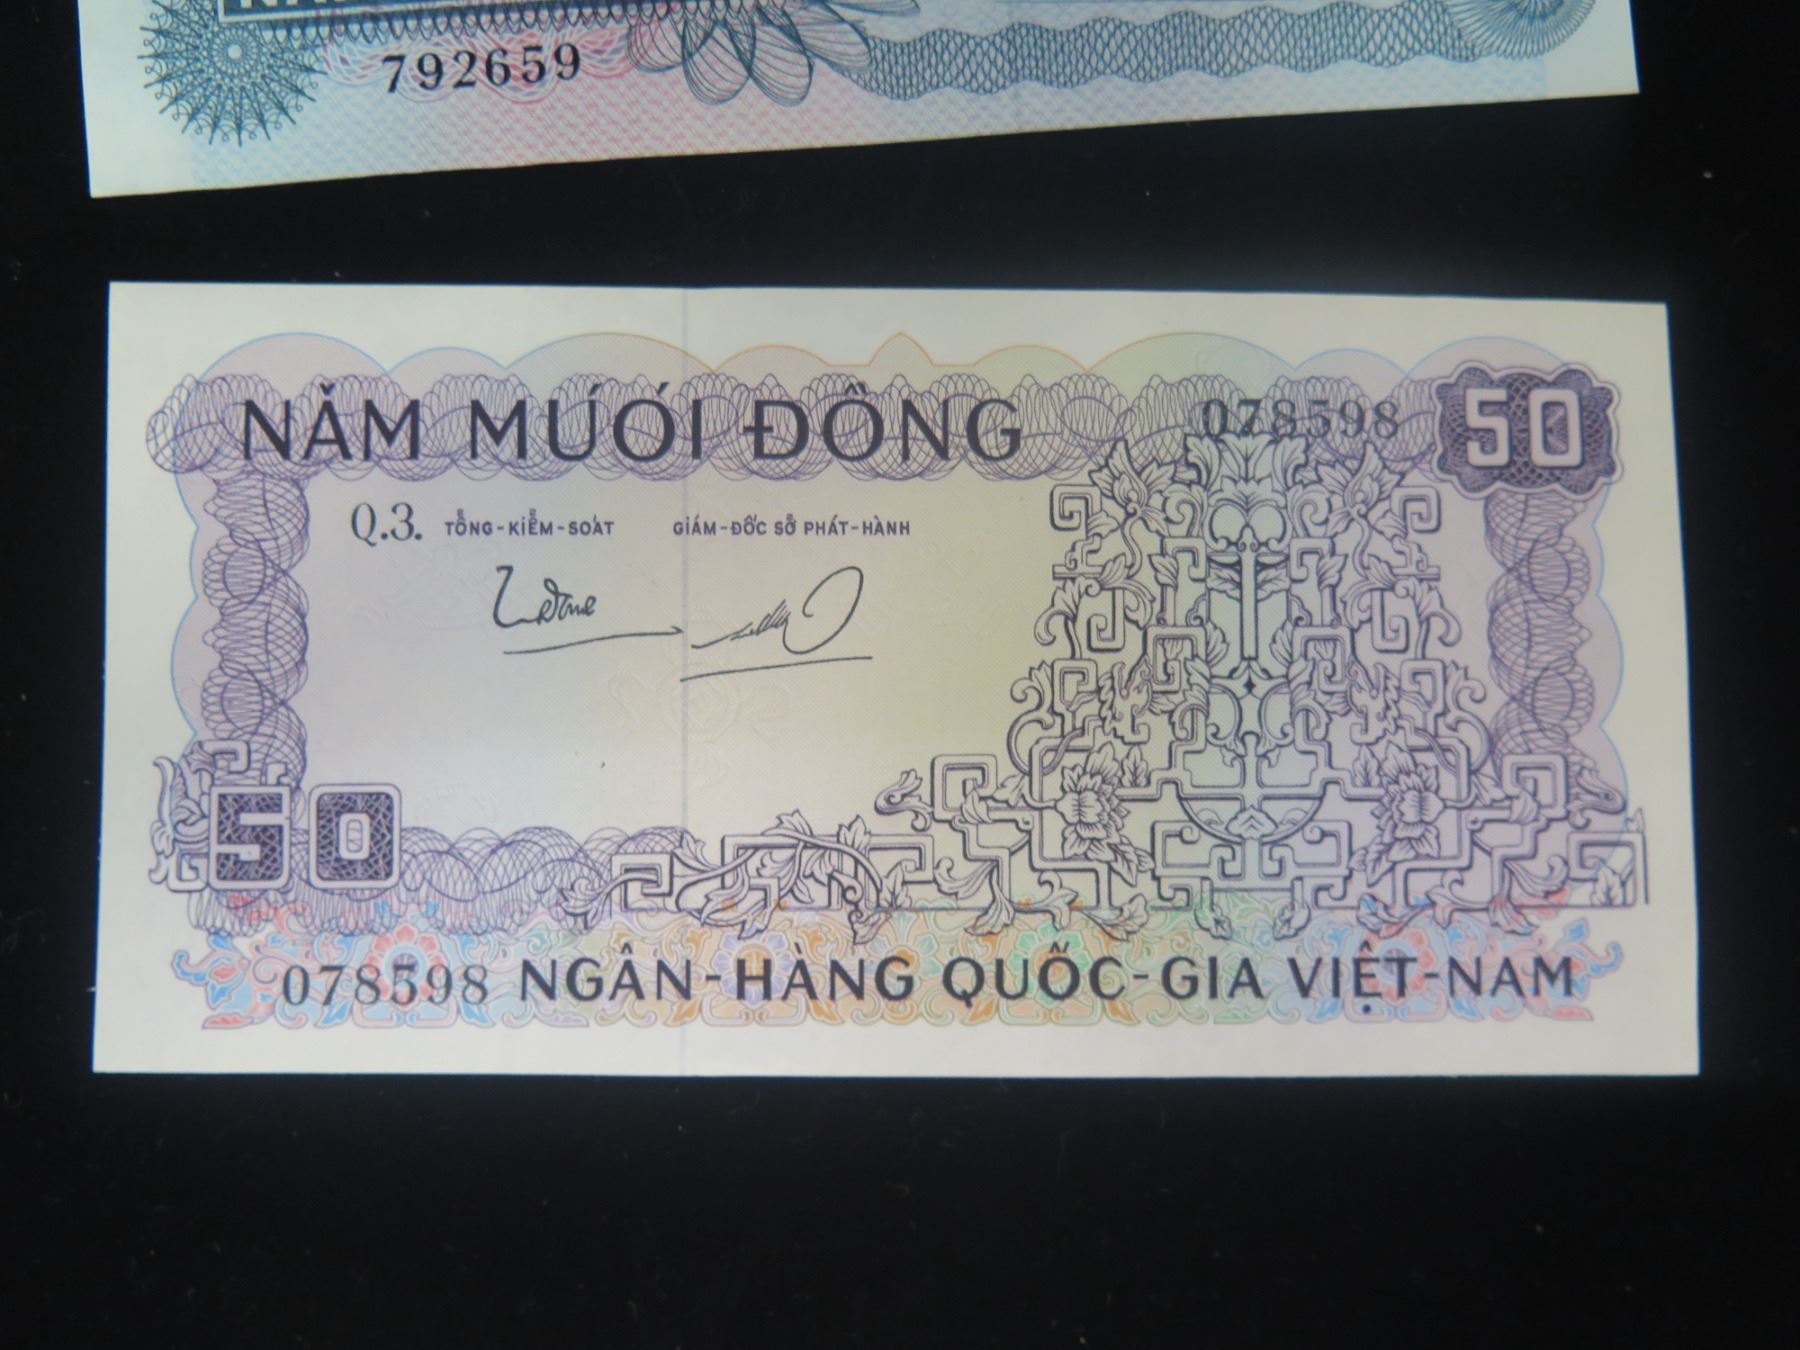 792659
NĂM MƯƠI ĐỒNG
078598
50
Q.3.
TỔNG-KIỂM-SOÁT
GIÁM-ĐỐC SỞ PHÁT-HÀNH
50
078598 NGÂN-HÀNG QUỐC-GIA VIỆT-NAM